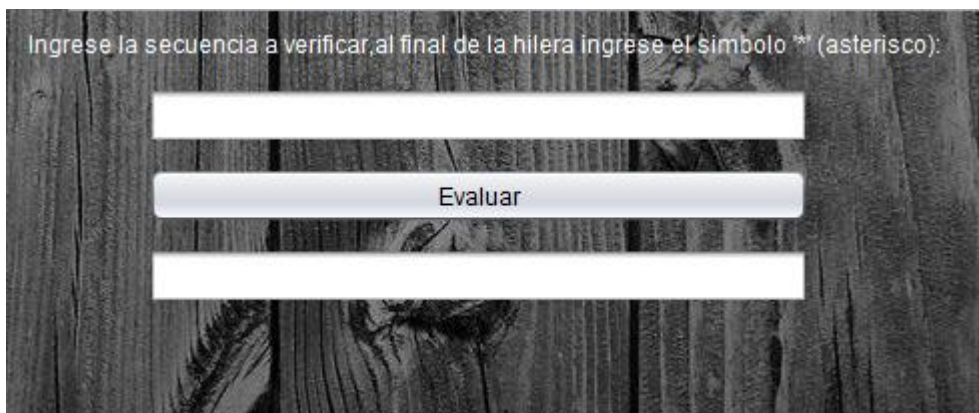 Ingrese la secuencia a verificar,al final de la hilera ingrese el simbolo '*' (asterisco):
Evaluar